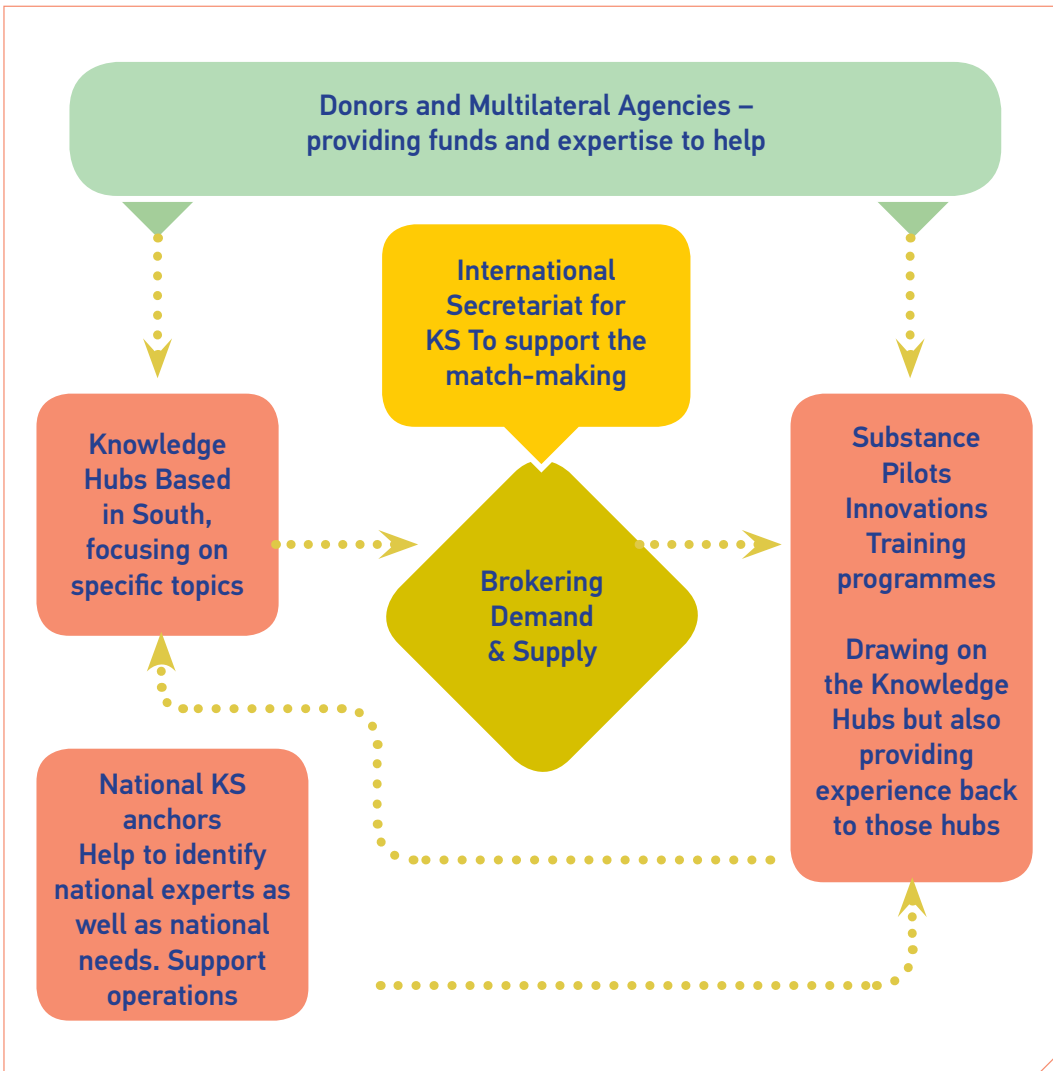 Donors and Multilateral Agencies –
providing funds and expertise to help
International
Secretariat for
KS To support the
match-making
Knowledge
Hubs Based
in South,
focusing on
specific topics
Brokering
Demand
& Supply
Substance
Pilots
Innovations
Training
programmes
Drawing on
the Knowledge
Hubs but also
providing
experience back
to those hubs
National KS
anchors
Help to identify
national experts as
well as national
needs. Support
operations